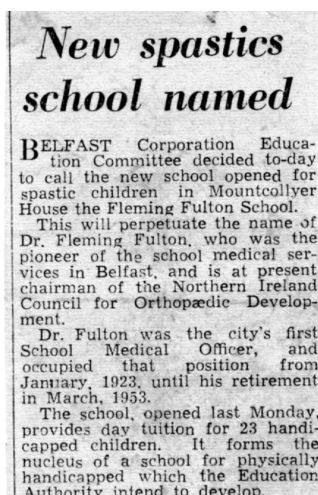 New spastics
school named
BELFAST Corporation Educa-
tion Committee decided to-day
to call the new school opened for
spastic children in Mountcollyer
House the Fleming Fulton School.
This will perpetuate the name of
Dr. Fleming Fulton, who was the
pioneer of the school medical ser-
vices in Belfast, and is at present
chairman of the Northern Ireland
Council for Orthopædic Develop-
ment.
Dr. Fulton was the city's first
School Medical Officer, and
occupied that position from
January, 1923, until his retirement
in March, 1953.
The school, opened last Monday,
provides day tuition for 23 handi-
capped children. It forms the
nucleus of a school for physically
handicapped which the Education
Authority intend to develop.